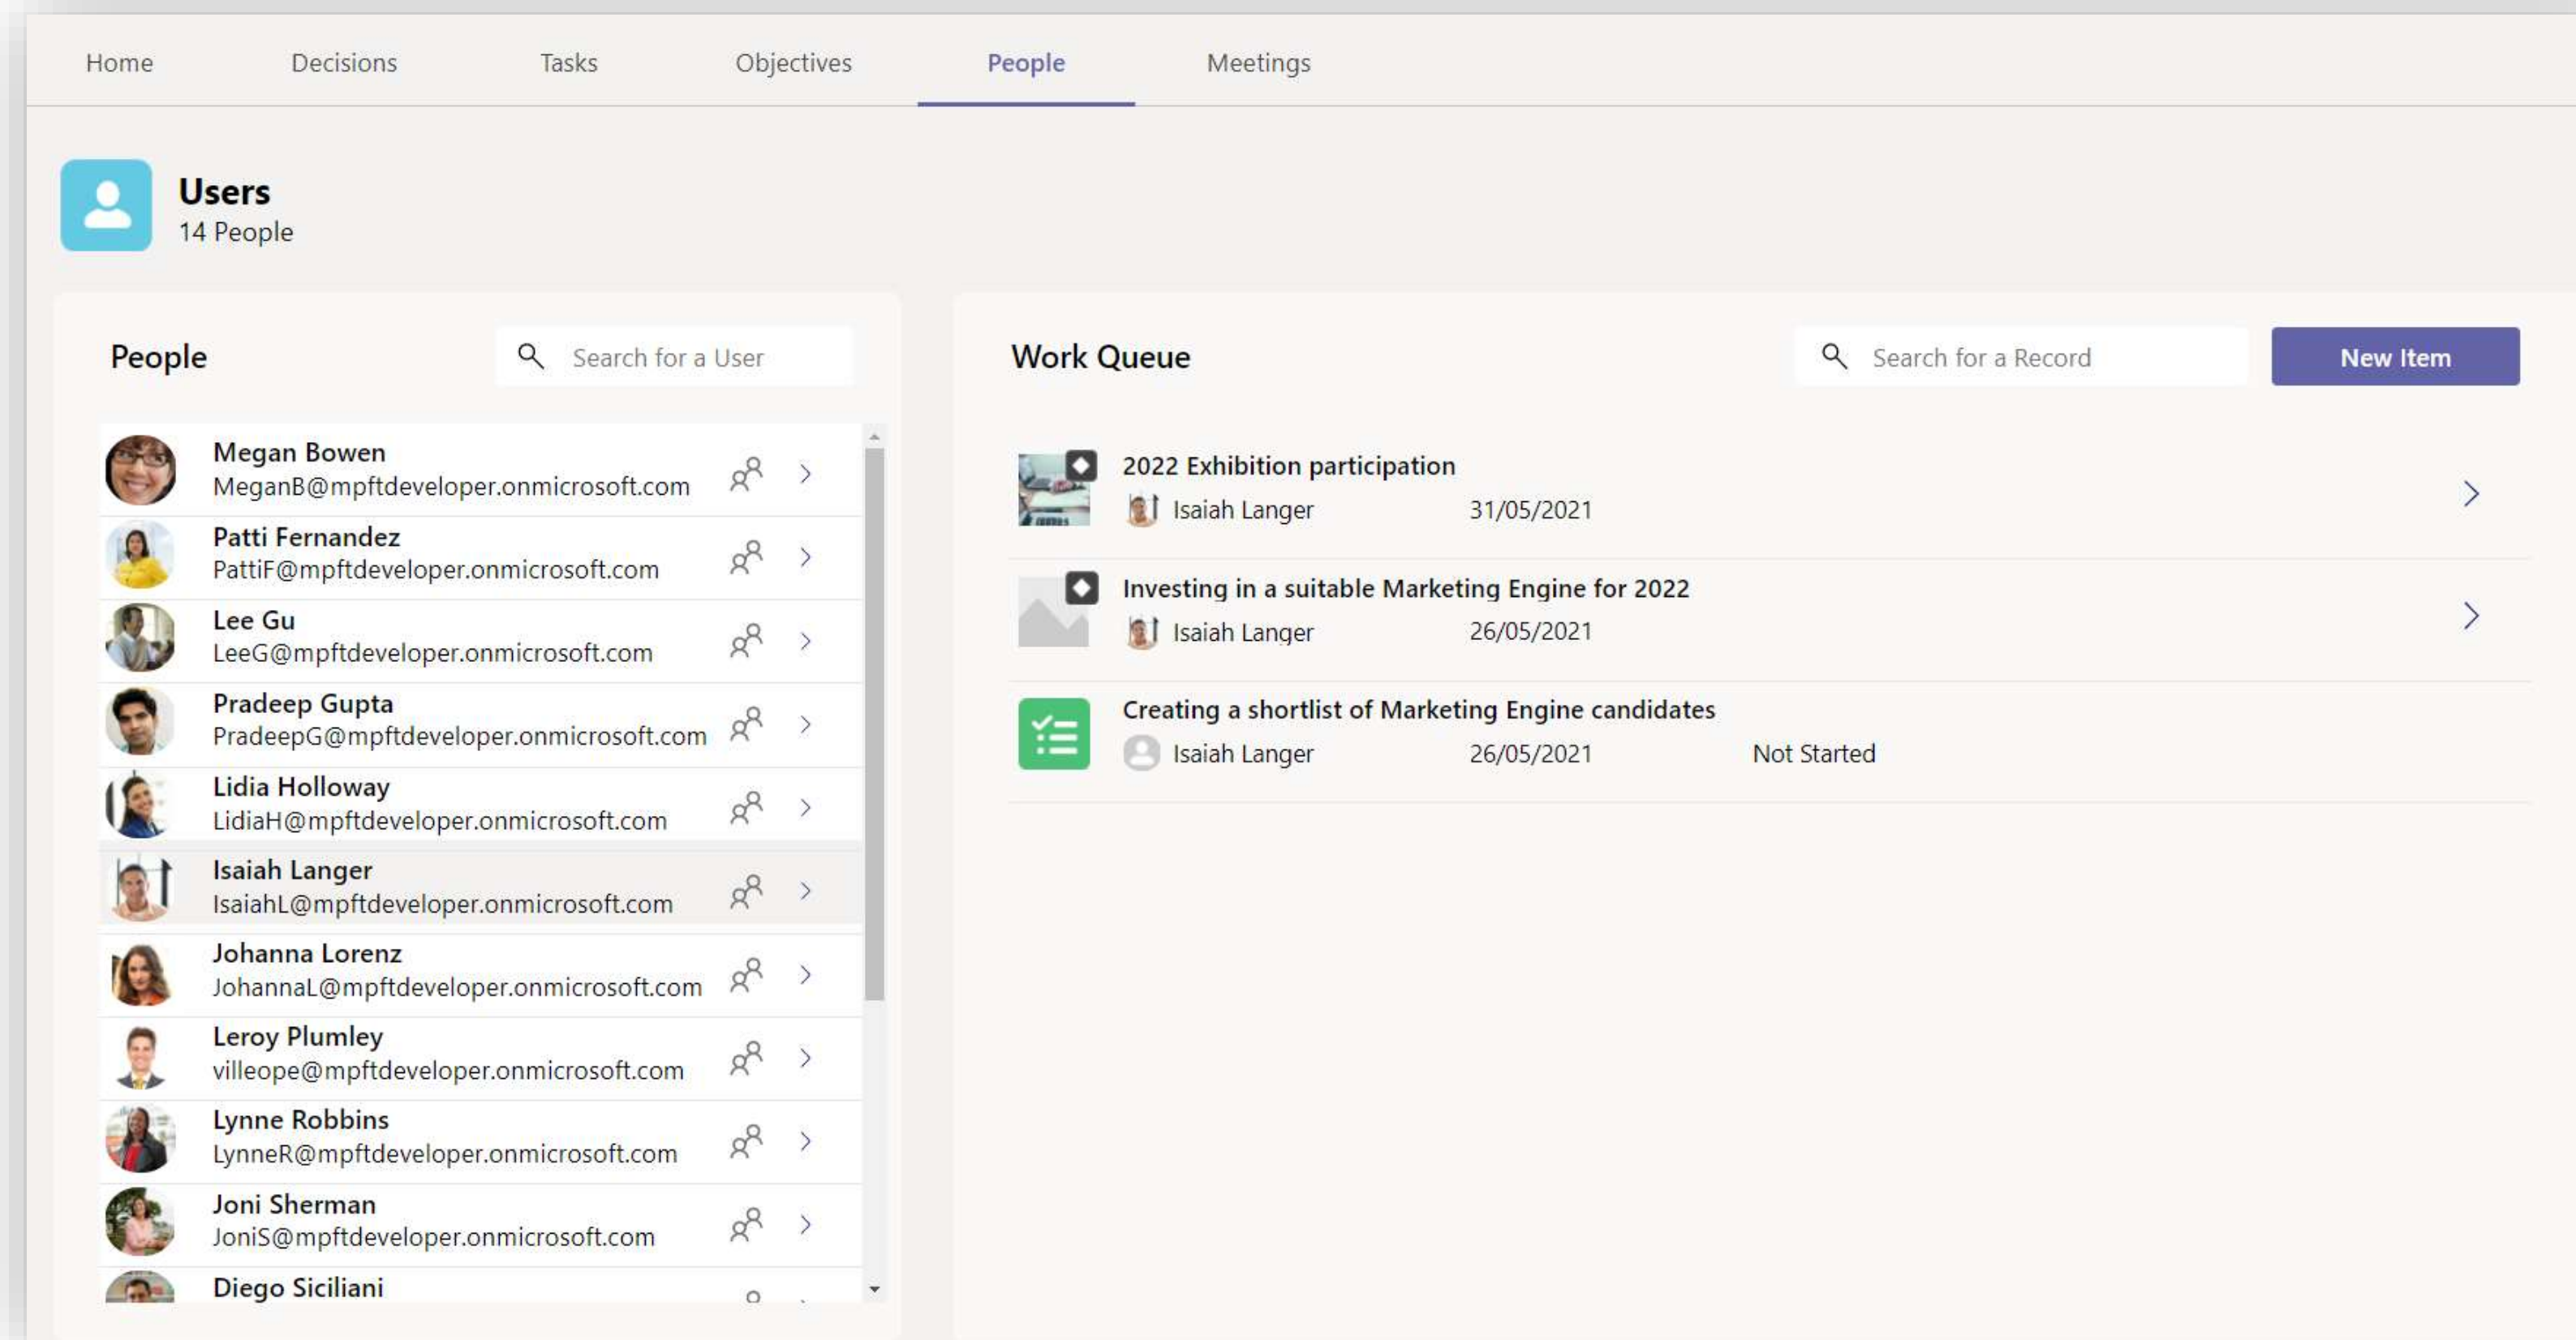 Home Decisions Tasks Objectives People Meetings
Users
14 People
People
Search for a User
Megan Bowen
MeganB@mpftdeveloper.onmicrosoft.com
Patti Fernandez
PattiF@mpftdeveloper.onmicrosoft.com
Lee Gu
LeeG@mpftdeveloper.onmicrosoft.com
Pradeep Gupta
PradeepG@mpftdeveloper.onmicrosoft.com
Lidia Holloway
LidiaH@mpftdeveloper.onmicrosoft.com
Isaiah Langer
IsaiahL@mpftdeveloper.onmicrosoft.com
Johanna Lorenz
JohannaL@mpftdeveloper.onmicrosoft.com
Leroy Plumley
villeope@mpftdeveloper.onmicrosoft.com
Lynne Robbins
LynneR@mpftdeveloper.onmicrosoft.com
Joni Sherman
JoniS@mpftdeveloper.onmicrosoft.com
Diego Siciliani
Work Queue
Search for a Record
New Item
2022 Exhibition participation
Isaiah Langer 31/05/2021
Investing in a suitable Marketing Engine for 2022
Isaiah Langer 26/05/2021
Creating a shortlist of Marketing Engine candidates
Isaiah Langer 26/05/2021 Not Started